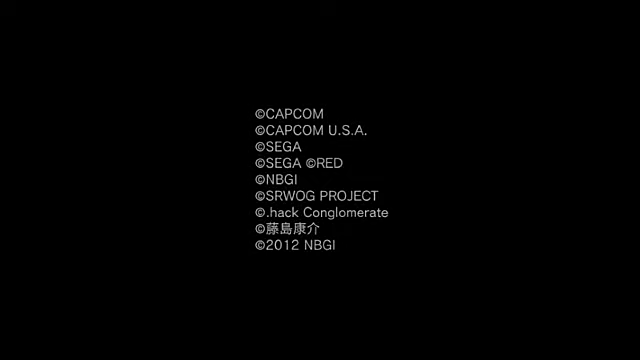 ©CAPCOM
©CAPCOM U.S.A.
©SEGA
©SEGA ©RED
©NBGI
©SRWOG PROJECT
©.hack Conglomerate
©藤島康介
©2012 NBGI